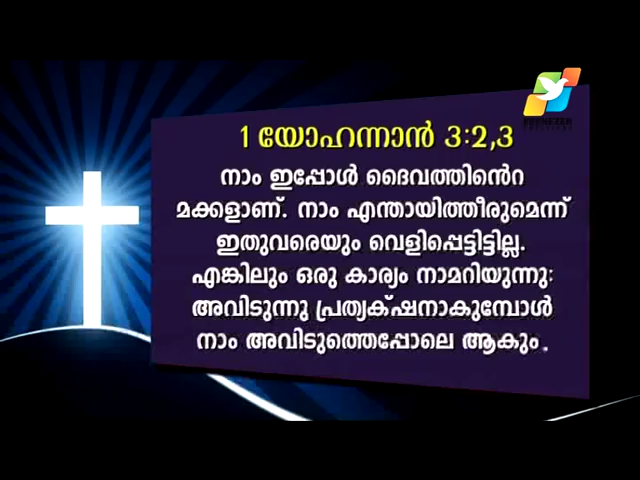 1 യോഹന്നാൻ 3:2,3
നാം ഇപ്പോൾ ദൈവത്തിൻെറ
മക്കളാണ്. നാം എന്തായിത്തീരുമെന്ന്
ഇതുവരെയും വെളിപ്പെട്ടിട്ടില്ല.
എങ്കിലും ഒരു കാര്യം നാമറിയുന്നു:
അവിടുന്നു പ്രത്യക്ഷനാകുമ്പോൾ
നാം അവിടുത്തെപ്പോലെ ആകും.